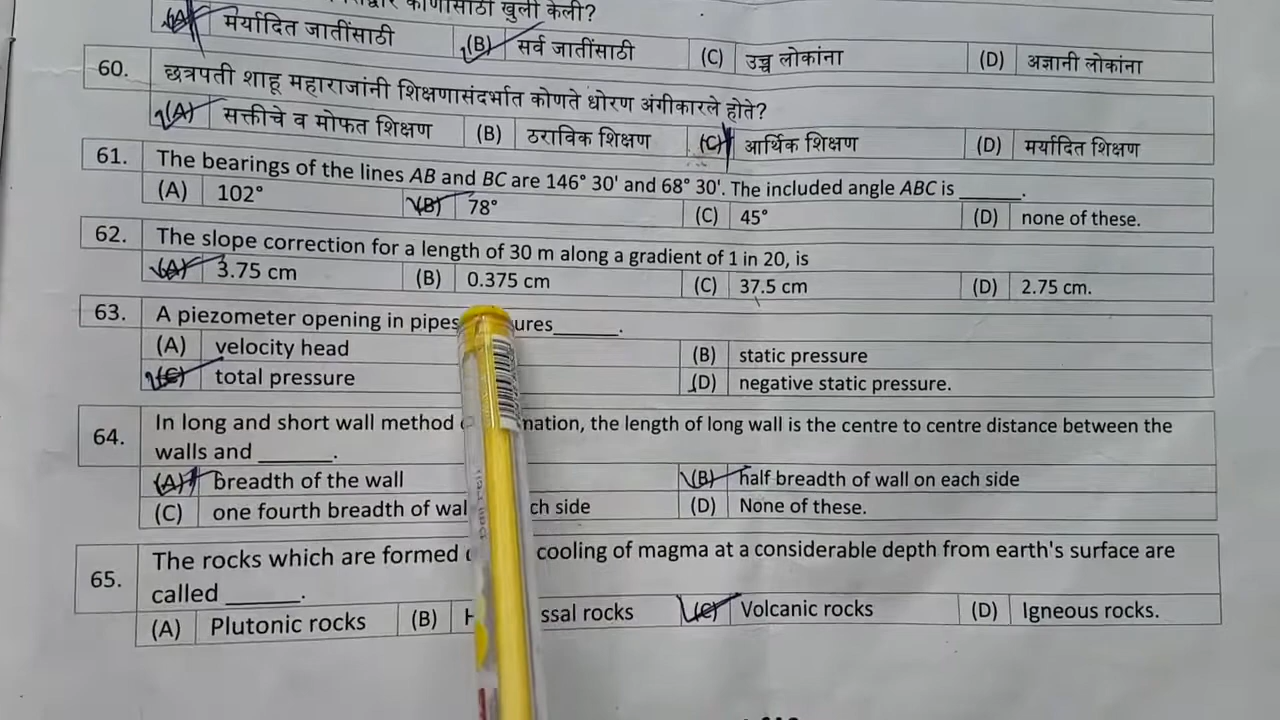 कोणासाठी खुली केली?
(A) मर्यादित जातींसाठी (B) सर्व जातींसाठी (C) उच्च लोकांना (D) अज्ञानी लोकांना
60. छत्रपती शाहू महाराजांनी शिक्षणासंदर्भात कोणते धोरण अंगीकारले होते?
(A) सक्तीचे व मोफत शिक्षण (B) ठराविक शिक्षण (C) आर्थिक शिक्षण (D) मर्यादित शिक्षण
61. The bearings of the lines AB and BC are 146° 30' and 68° 30'. The included angle ABC is ______.
(A) 102° (B) 78° (C) 45° (D) none of these.
62. The slope correction for a length of 30 m along a gradient of 1 in 20, is
(A) 3.75 cm (B) 0.375 cm (C) 37.5 cm (D) 2.75 cm.
63. A piezometer opening in pipes ures______.
(A) velocity head (B) static pressure
(C) total pressure (D) negative static pressure.
64. In long and short wall method nation, the length of long wall is the centre to centre distance between the
walls and ______.
(A) breadth of the wall (B) half breadth of wall on each side
(C) one fourth breadth of wal ch side (D) None of these.
65. The rocks which are formed cooling of magma at a considerable depth from earth's surface are
called ______.
(A) Plutonic rocks (B) H ssal rocks (C) Volcanic rocks (D) Igneous rocks.